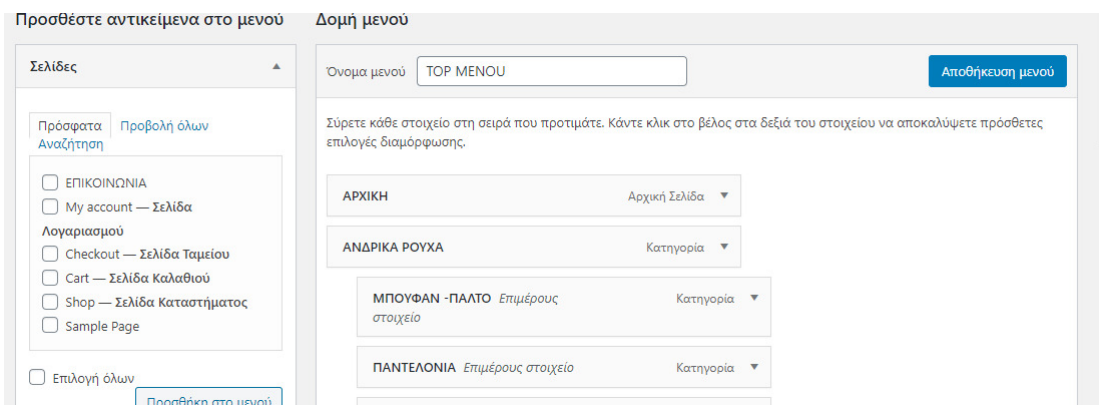 Προσθέστε αντικείμενα στο μενού
Δομή μενού
Σελίδες
Πρόσφατα Προβολή όλων
Αναζήτηση
ΕΠΙΚΟΙΝΩΝΙΑ
My account — Σελίδα
Λογαριασμού
Checkout — Σελίδα Ταμείου
Cart — Σελίδα Καλαθιού
Shop — Σελίδα Καταστήματος
Sample Page
Επιλογή όλων
Προσθήκη στο μενού
Όνομα μενού TOP MENOU Αποθήκευση μενού
Σύρετε κάθε στοιχείο στη σειρά που προτιμάτε. Κάντε κλικ στο βέλος στα δεξιά του στοιχείου να αποκαλύψετε πρόσθετες
επιλογές διαμόρφωσης.
ΑΡΧΙΚΗ Αρχική Σελίδα
ΑΝΔΡΙΚΑ ΡΟΥΧΑ Κατηγορία
ΜΠΟΥΦΑΝ -ΠΑΛΤΟ Επιμέρους Κατηγορία
στοιχείο
ΠΑΝΤΕΛΟΝΙΑ Επιμέρους στοιχείο Κατηγορία